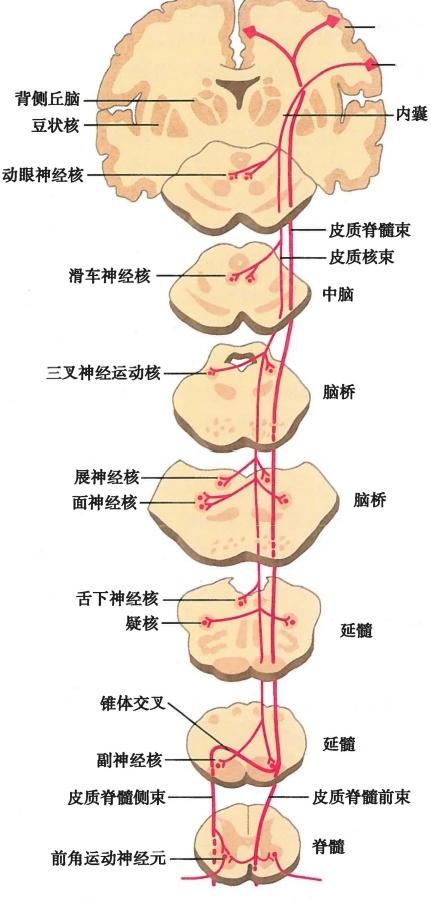 背侧丘脑
豆状核
内囊
动眼神经核
皮质脊髓束
皮质核束
滑车神经核
中脑
三叉神经运动核
脑桥
展神经核
面神经核
脑桥
舌下神经核
疑核
延髓
锥体交叉
延髓
副神经核
皮质脊髓侧束
皮质脊髓前束
脊髓
前角运动神经元